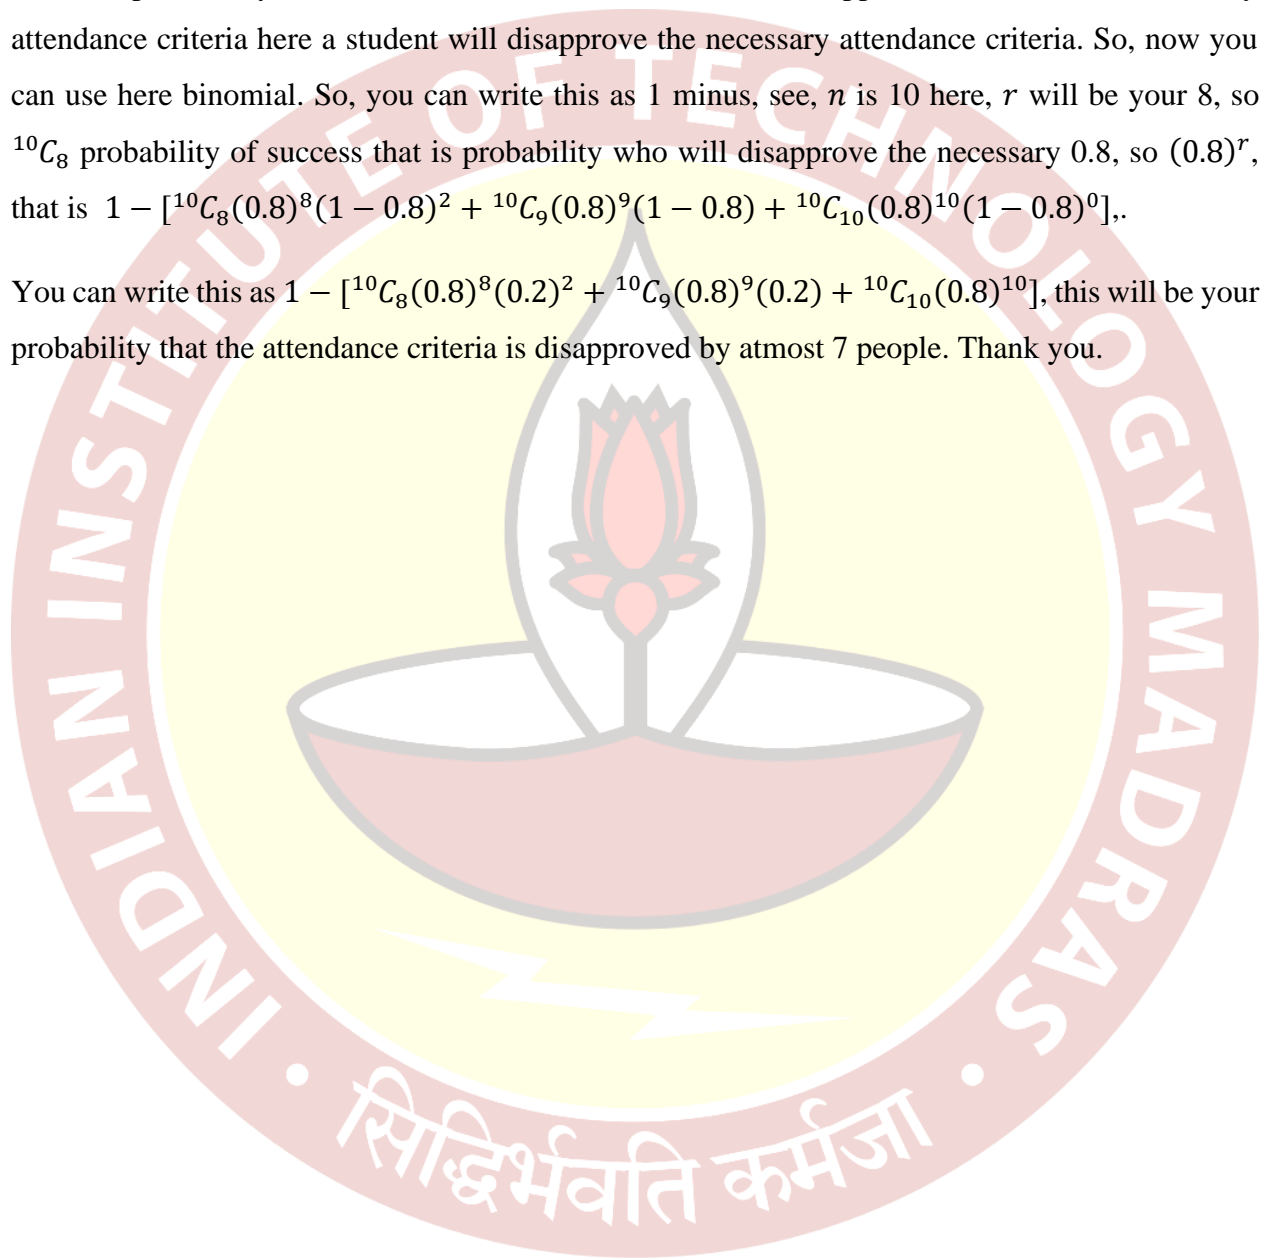 attendance criteria here a student will disapprove the necessary attendance criteria. So, now you
can use here binomial. So, you can write this as 1 minus, see, 𝑛 is 10 here, 𝑟 will be your 8, so
¹⁰𝐶₈ probability of success that is probability who will disapprove the necessary 0.8, so (0.8)ʳ,
that is 1 − [¹⁰𝐶₈(0.8)⁸(1 − 0.8)² + ¹⁰𝐶₉(0.8)⁹(1 − 0.8) + ¹⁰𝐶₁₀(0.8)¹⁰(1 − 0.8)⁰],.
You can write this as 1 − [¹⁰𝐶₈(0.8)⁸(0.2)² + ¹⁰𝐶₉(0.8)⁹(0.2) + ¹⁰𝐶₁₀(0.8)¹⁰], this will be your
probability that the attendance criteria is disapproved by atmost 7 people. Thank you.
INDIAN INSTITUTE OF TECHNOLOGY MADRAS
सिद्धिर्भवति कर्मजा